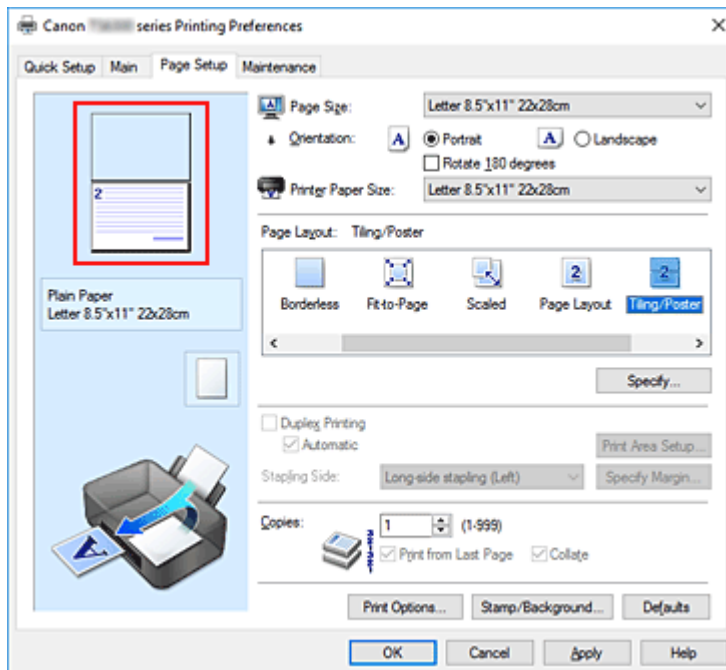 Canon series Printing Preferences
Quick Setup Main Page Setup Maintenance
2
Plain Paper
Letter 8.5"x11" 22x28cm
Page Size: Letter 8.5"x11" 22x28cm
Orientation: A Portrait A Landscape
Rotate 180 degrees
Printer Paper Size: Letter 8.5"x11" 22x28cm
Page Layout: Tiling/Poster
2 2
Borderless Fit-to-Page Scaled Page Layout Tiling/Poster
Specify...
Duplex Printing
Automatic Print Area Setup...
Stapling Side: Long-side stapling (Left) Specify Margin...
Copies: 1 (1-999)
Print from Last Page Collate
A
Print Options... Stamp/Background... Defaults
OK Cancel Apply Help